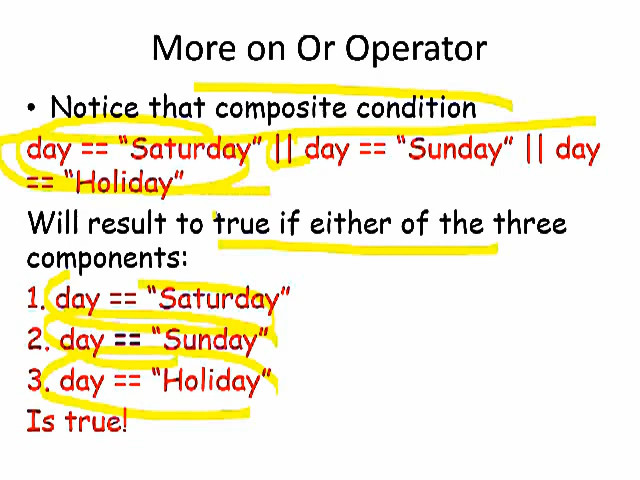 More on Or Operator
• Notice that composite condition
day == “Saturday” || day == “Sunday” || day
== “Holiday”
Will result to true if either of the three
components:
1. day == “Saturday”
2. day == “Sunday”
3. day == “Holiday”
Is true!